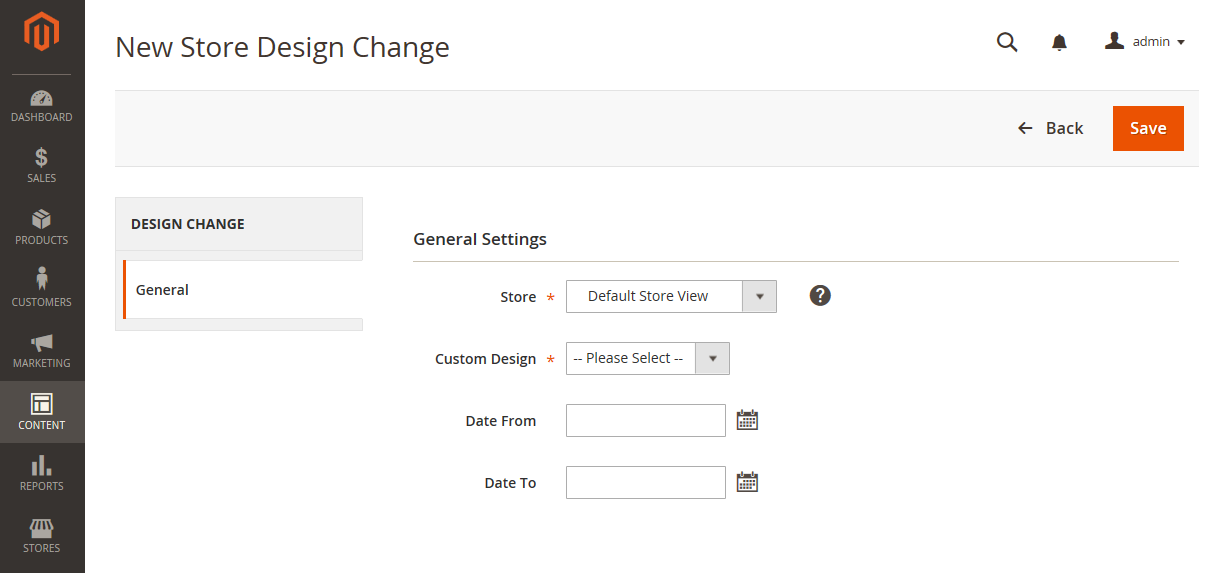 New Store Design Change
admin
Back
Save
DASHBOARD
SALES
PRODUCTS
CUSTOMERS
MARKETING
CONTENT
REPORTS
STORES
DESIGN CHANGE
General
General Settings
Store * Default Store View
Custom Design * -- Please Select --
Date From
Date To